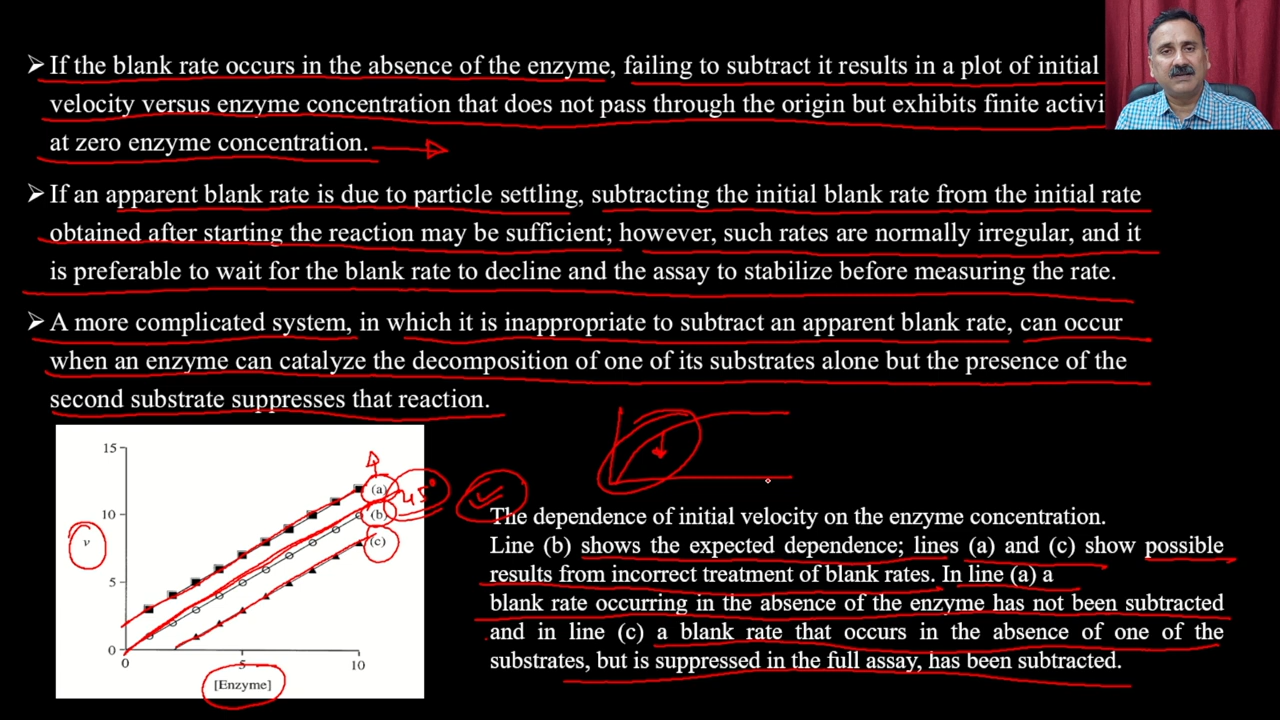 ➢ If the blank rate occurs in the absence of the enzyme, failing to subtract it results in a plot of initial
velocity versus enzyme concentration that does not pass through the origin but exhibits finite activi
at zero enzyme concentration.
➢ If an apparent blank rate is due to particle settling, subtracting the initial blank rate from the initial rate
obtained after starting the reaction may be sufficient; however, such rates are normally irregular, and it
is preferable to wait for the blank rate to decline and the assay to stabilize before measuring the rate.
➢ A more complicated system, in which it is inappropriate to subtract an apparent blank rate, can occur
when an enzyme can catalyze the decomposition of one of its substrates alone but the presence of the
second substrate suppresses that reaction.
15
10
5
0
v
(a)
(b)
(c)
45°
0
5
10
[Enzyme]
The dependence of initial velocity on the enzyme concentration.
Line (b) shows the expected dependence; lines (a) and (c) show possible
results from incorrect treatment of blank rates. In line (a) a
blank rate occurring in the absence of the enzyme has not been subtracted
and in line (c) a blank rate that occurs in the absence of one of the
substrates, but is suppressed in the full assay, has been subtracted.